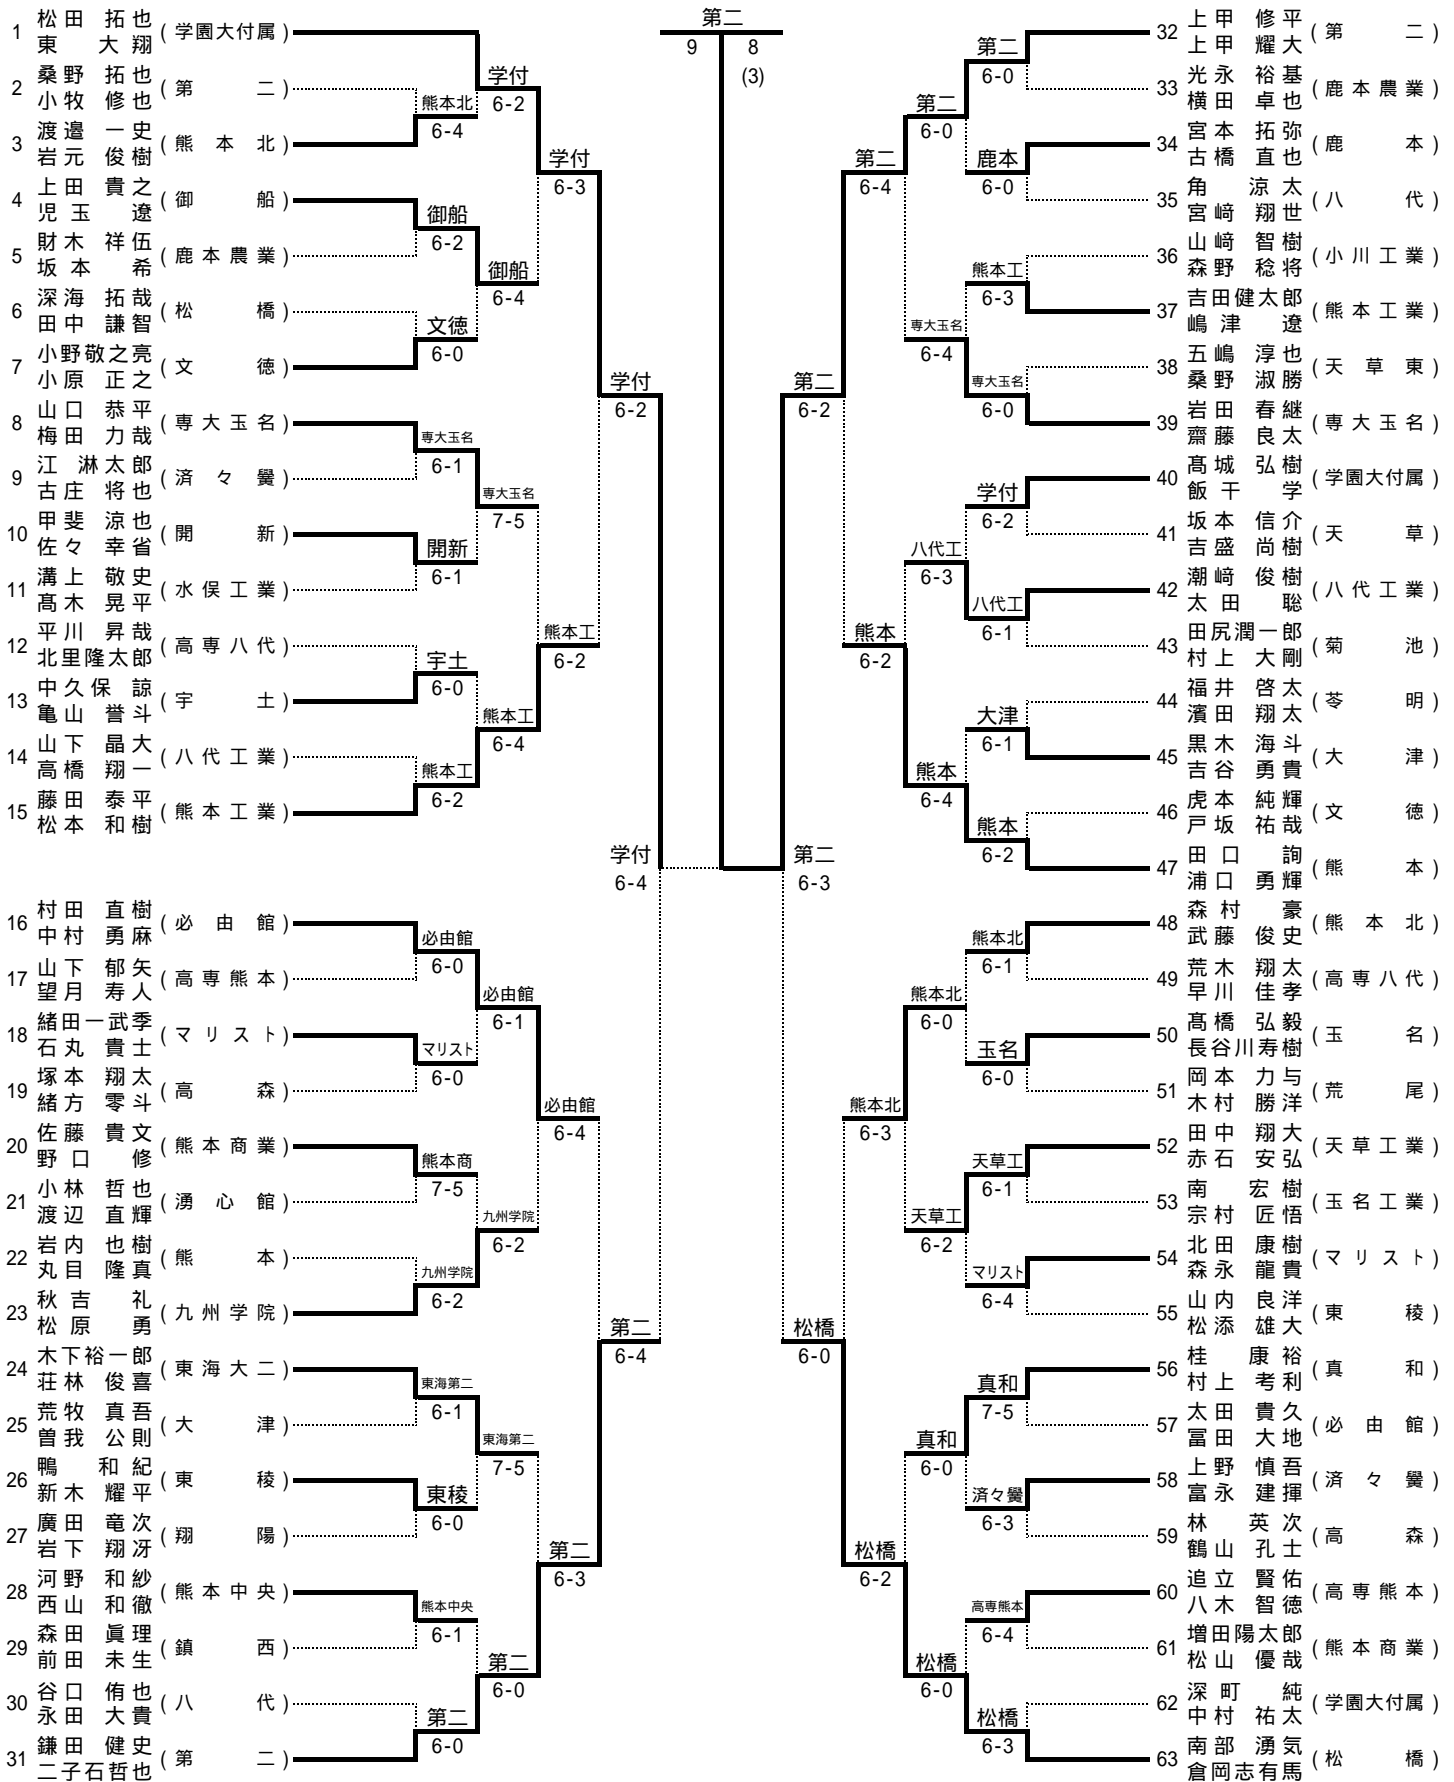 第二
9 8
(3)
1 松田 拓也 東 大翔 (学園大付属)
2 桑野 拓也 小牧 修也 (第二)
3 渡邉 一史 岩元 俊樹 (熊本北)
4 上田 貴之 児玉 遼 (御船)
5 財木 祥伍 坂本 希 (鹿本農業)
6 深海 拓哉 田中 謙智 (松橋)
7 小野敬之亮 小原 正之 (文徳)
8 山口 恭平 梅田 力哉 (専大玉名)
9 江 淋太郎 古庄 将也 (済々黌)
10 甲斐 涼也 佐々 幸省 (開新)
11 溝上 敬史 髙木 晃平 (水俣工業)
12 平川 昇哉 北里隆太郎 (高専八代)
13 中久保 諒 亀山 誉斗 (宇土)
14 山下 晶大 高橋 翔一 (八代工業)
15 藤田 泰平 松本 和樹 (熊本工業)
16 村田 直樹 中村 勇麻 (必由館)
17 山下 郁矢 望月 寿人 (高専熊本)
18 緒田一武季 石丸 貴士 (マリスト)
19 塚本 翔太 緒方 零斗 (高森)
20 佐藤 貴文 野口 修 (熊本商業)
21 小林 哲也 渡辺 直輝 (湧心館)
22 岩内 也樹 丸目 隆真 (熊本)
23 秋吉 礼 松原 勇 (九州学院)
24 木下裕一郎 荘林 俊喜 (東海大二)
25 荒牧 真吾 曽我 公則 (大津)
26 鴨 和紀 新木 耀平 (東稜)
27 廣田 竜次 岩下 翔冴 (翔陽)
28 河野 和紗 西山 和徹 (熊本中央)
29 森田 眞理 前田 未生 (鎮西)
30 谷口 侑也 永田 大貴 (八代)
31 鎌田 健史 二子石哲也 (第二)
熊本北 6-4
御船 6-2
文徳 6-0
専大玉名 6-1
開新 6-1
宇土 6-0
熊本工 6-2
必由館 6-0
マリスト 6-0
熊本商 7-5
九州学院 6-2
東海第二 6-1
東稜 6-0
熊本中央 6-1
第二 6-0
学付 6-2
御船 6-4
専大玉名 7-5
熊本工 6-4
必由館 6-1
九州学院 6-2
東海第二 7-5
第二 6-0
学付 6-3
熊本工 6-2
必由館 6-4
第二 6-3
学付 6-2
第二 6-4
学付 6-4
第二 6-3
32 上甲 修平 上甲 耀大 (第二)
33 光永 裕基 横田 卓也 (鹿本農業)
34 宮本 拓弥 古橋 直也 (鹿本)
35 角 涼太 宮﨑 翔世 (八代)
36 山﨑 智樹 森野 稔将 (小川工業)
37 吉田健太郎 嶋津 遼 (熊本工業)
38 五嶋 淳也 桑野 淑勝 (天草東)
39 岩田 春継 齋藤 良太 (専大玉名)
40 髙城 弘樹 飯干 学 (学園大付属)
41 坂本 信介 吉盛 尚樹 (天草)
42 潮﨑 俊樹 太田 聡 (八代工業)
43 田尻潤一郎 村上 大剛 (菊池)
44 福井 啓太 濱田 翔太 (苓明)
45 黒木 海斗 吉谷 勇貴 (大津)
46 虎本 純輝 戸坂 祐哉 (文徳)
47 田口 詢 浦口 勇輝 (熊本)
48 森村 豪 武藤 俊史 (熊本北)
49 荒木 翔太 早川 佳孝 (高専八代)
50 髙橋 弘毅 長谷川寿樹 (玉名)
51 岡本 力与 木村 勝洋 (荒尾)
52 田中 翔大 赤石 安弘 (天草工業)
53 南 宏樹 宗村 匠悟 (玉名工業)
54 北田 康樹 森永 龍貴 (マリスト)
55 山内 良洋 松添 雄大 (東稜)
56 桂 康裕 村上 考利 (真和)
57 太田 貴久 冨田 大地 (必由館)
58 上野 慎吾 富永 建揮 (済々黌)
59 林 英次 鶴山 孔士 (高森)
60 追立 賢佑 八木 智徳 (高専熊本)
61 増田陽太郎 松山 優哉 (熊本商業)
62 深町 純 中村 祐太 (学園大付属)
63 南部 湧気 倉岡志有馬 (松橋)
第二 6-0
鹿本 6-0
熊本工 6-3
専大玉名 6-0
学付 6-2
八代工 6-1
大津 6-1
熊本 6-2
熊本北 6-1
玉名 6-0
天草工 6-1
マリスト 6-4
真和 7-5
済々黌 6-3
高専熊本 6-4
松橋 6-3
第二 6-0
専大玉名 6-4
八代工 6-3
熊本 6-4
熊本北 6-0
天草工 6-2
真和 6-0
松橋 6-0
第二 6-4
熊本 6-2
熊本北 6-3
松橋 6-2
第二 6-2
松橋 6-0